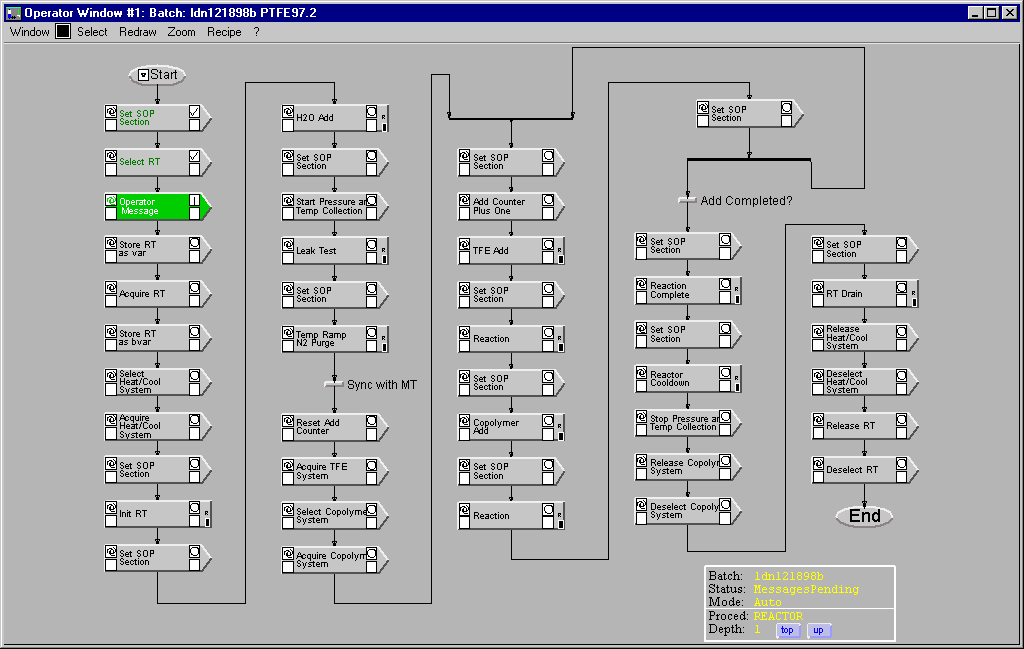 Operator Window #1: Batch: ldn121898b PTFE97.2
Window Select Redraw Zoom Recipe ?
Start
Set SOP
Section
Select RT
Operator
Message
Store RT
as var
Acquire RT
Store RT
as bvar
Select
Heat/Cool
System
Acquire
Heat/Cool
System
Set SOP
Section
Init RT
R
Set SOP
Section
H2O Add
R
Set SOP
Section
Start Pressure an
Temp Collection
Leak Test
R
Set SOP
Section
Temp Ramp
N2 Purge
R
Sync with MT
Reset Add
Counter
Acquire TFE
System
Select Copolyme
System
Acquire Copolym
System
Set SOP
Section
Add Counter
Plus One
TFE Add
R
Set SOP
Section
Reaction
R
Set SOP
Section
Copolymer
Add
R
Set SOP
Section
Reaction
R
Set SOP
Section
Add Completed?
Set SOP
Section
Reaction
Complete
R
Set SOP
Section
Reactor
Cooldown
R
Stop Pressure an
Temp Collection
Release Copolym
System
Deselect Copoly
System
Set SOP
Section
RT Drain
R
Release
Heat/Cool
System
Deselect
Heat/Cool
System
Release RT
Deselect RT
End
Batch: ldn121898b
Status: MessagesPending
Mode: Auto
Proced: REACTOR
Depth: 1 top up